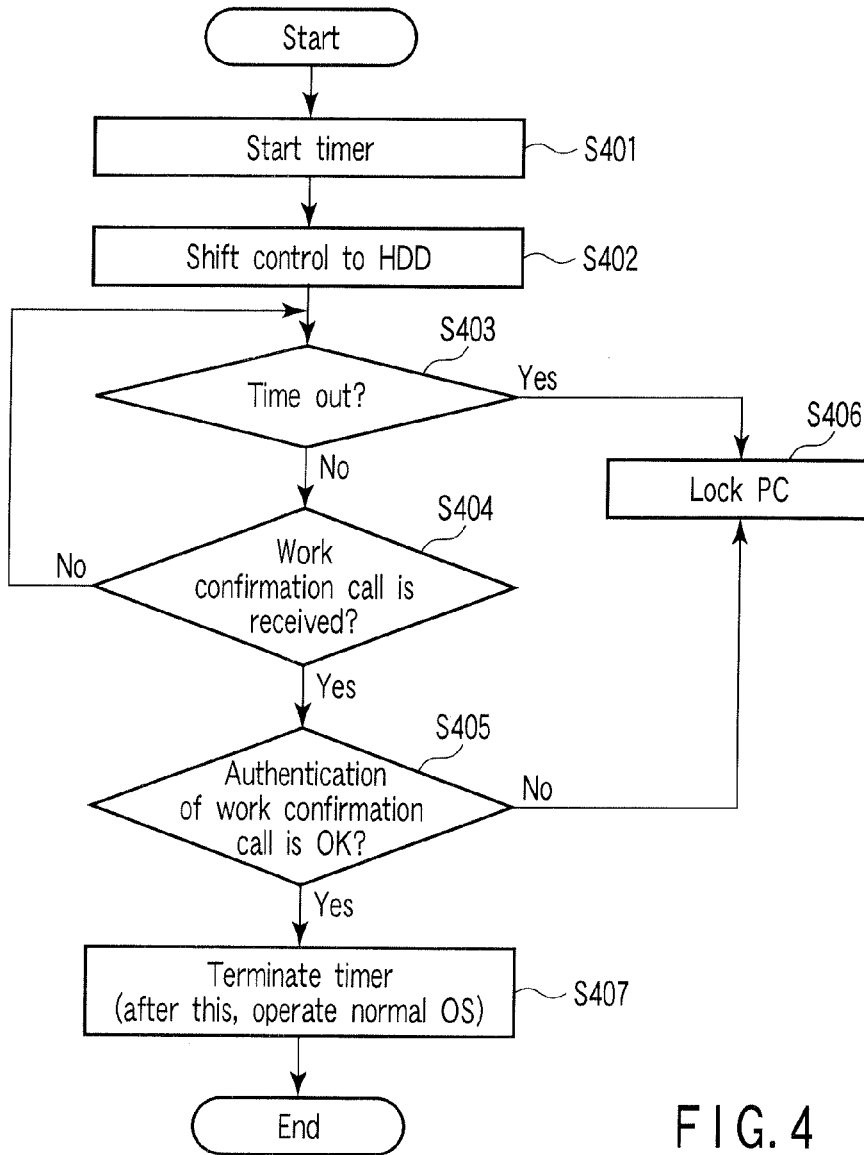 Start
Start timer
S401
Shift control to HDD
S402
S403
Time out?
Yes
No
S406
Lock PC
S404
Work
confirmation call is
received?
No
Yes
S405
Authentication
of work confirmation
call is OK?
No
Yes
Terminate timer
(after this, operate normal OS)
S407
End
FIG. 4